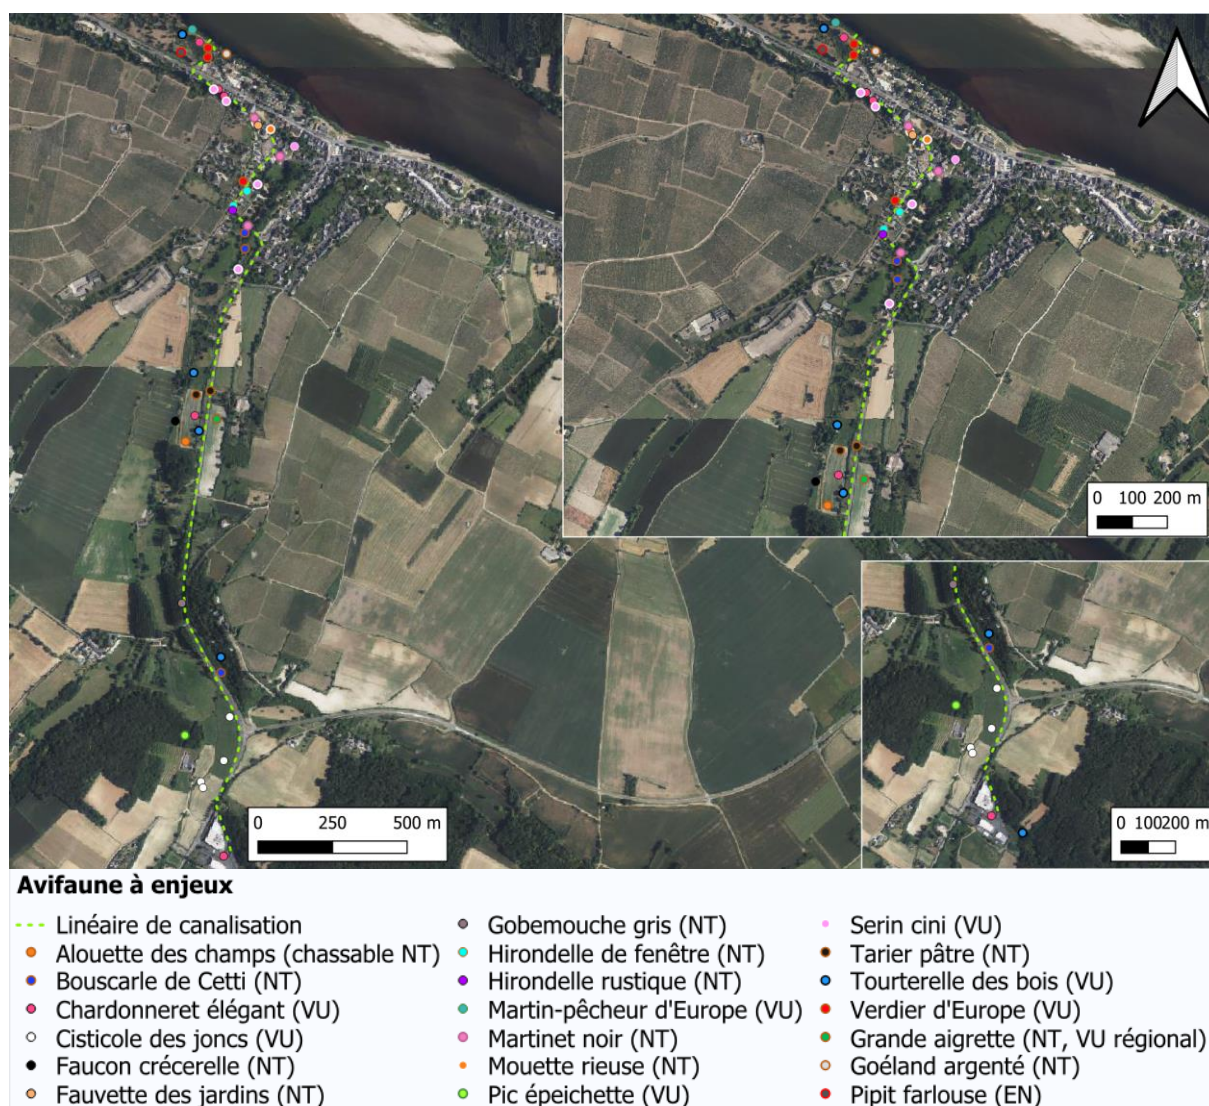 0 100 200 m
0 100200 m
0 250 500 m
Avifaune à enjeux
Linéaire de canalisation
Alouette des champs (chassable NT)
Bouscarle de Cetti (NT)
Chardonneret élégant (VU)
Cisticole des joncs (VU)
Faucon crécerelle (NT)
Fauvette des jardins (NT)
Gobemouche gris (NT)
Hirondelle de fenêtre (NT)
Hirondelle rustique (NT)
Martin-pêcheur d'Europe (VU)
Martinet noir (NT)
Mouette rieuse (NT)
Pic épeichette (VU)
Serin cini (VU)
Tarier pâtre (NT)
Tourterelle des bois (VU)
Verdier d'Europe (VU)
Grande aigrette (NT, VU régional)
Goéland argenté (NT)
Pipit farlouse (EN)